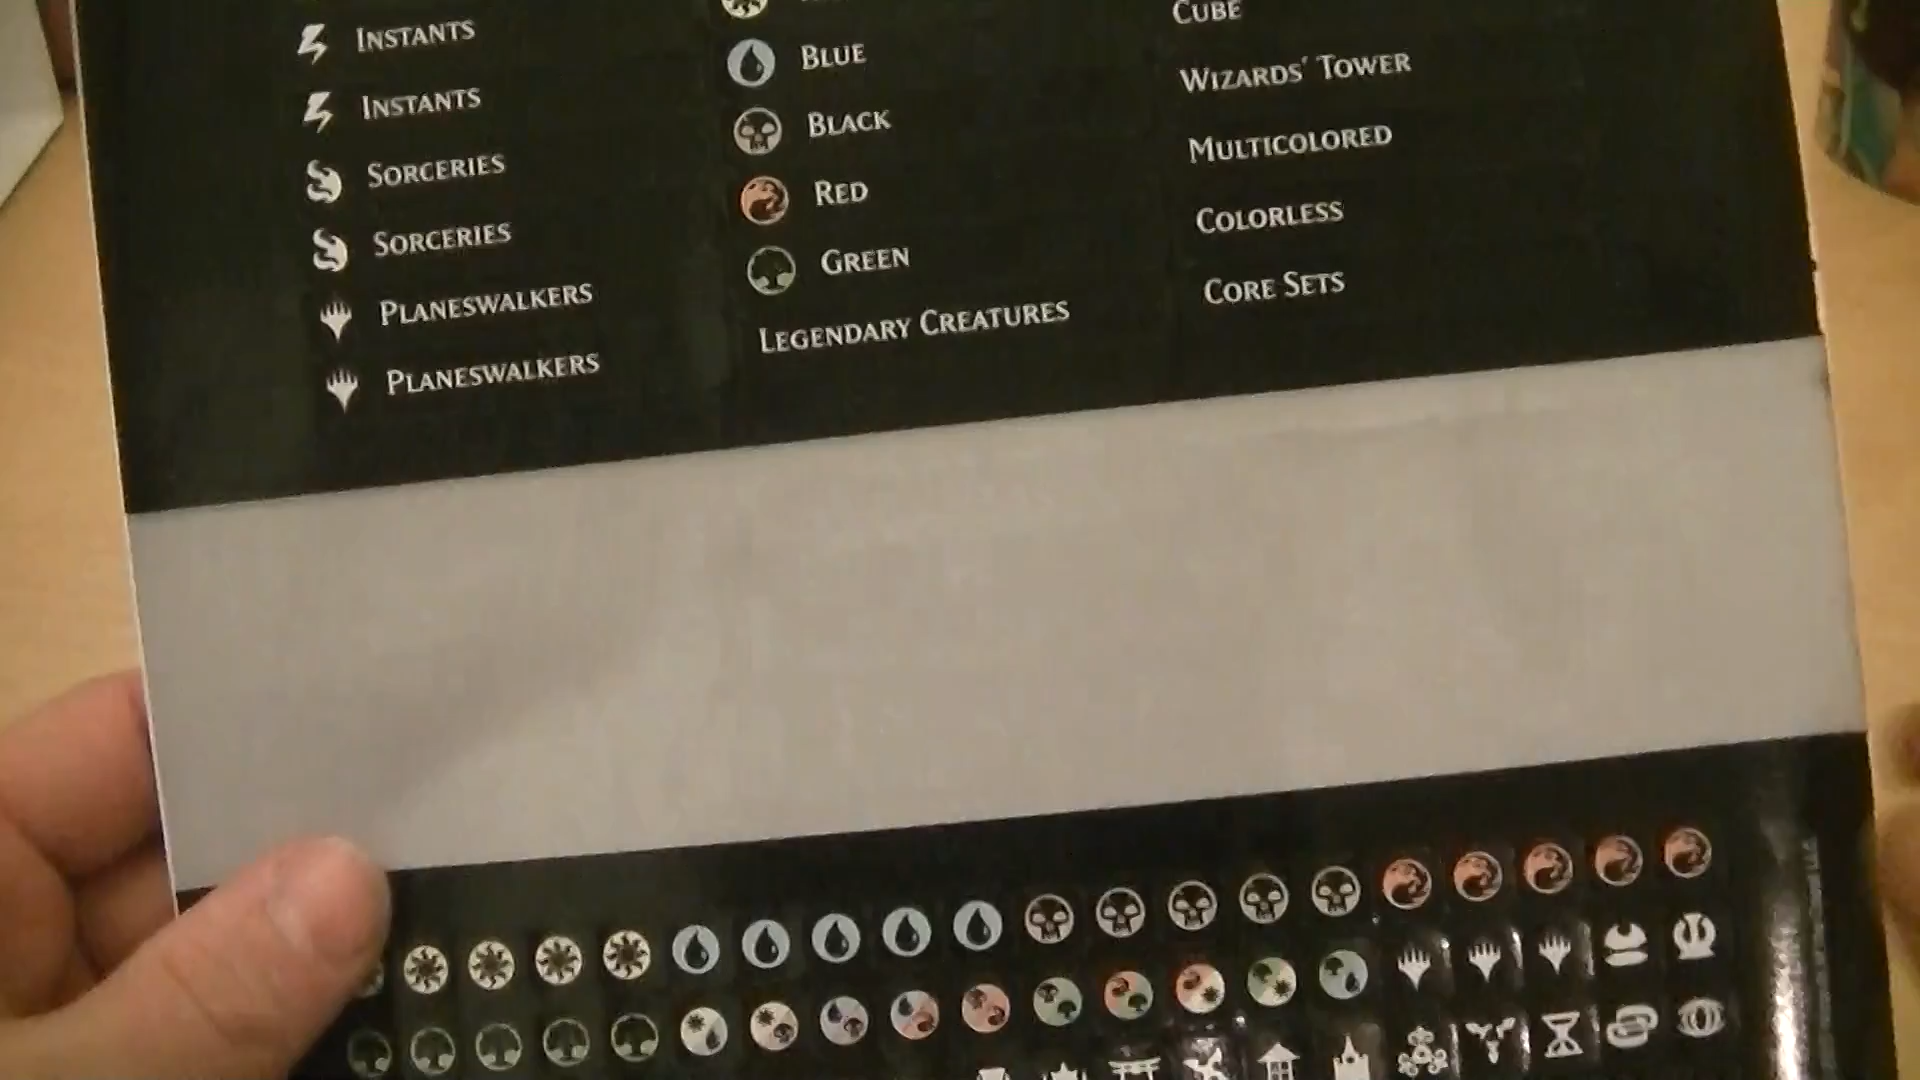 INSTANTS
INSTANTS
SORCERIES
SORCERIES
PLANESWALKERS
PLANESWALKERS
BLUE
BLACK
RED
GREEN
LEGENDARY CREATURES
CUBE
WIZARDS' TOWER
MULTICOLORED
COLORLESS
CORE SETS